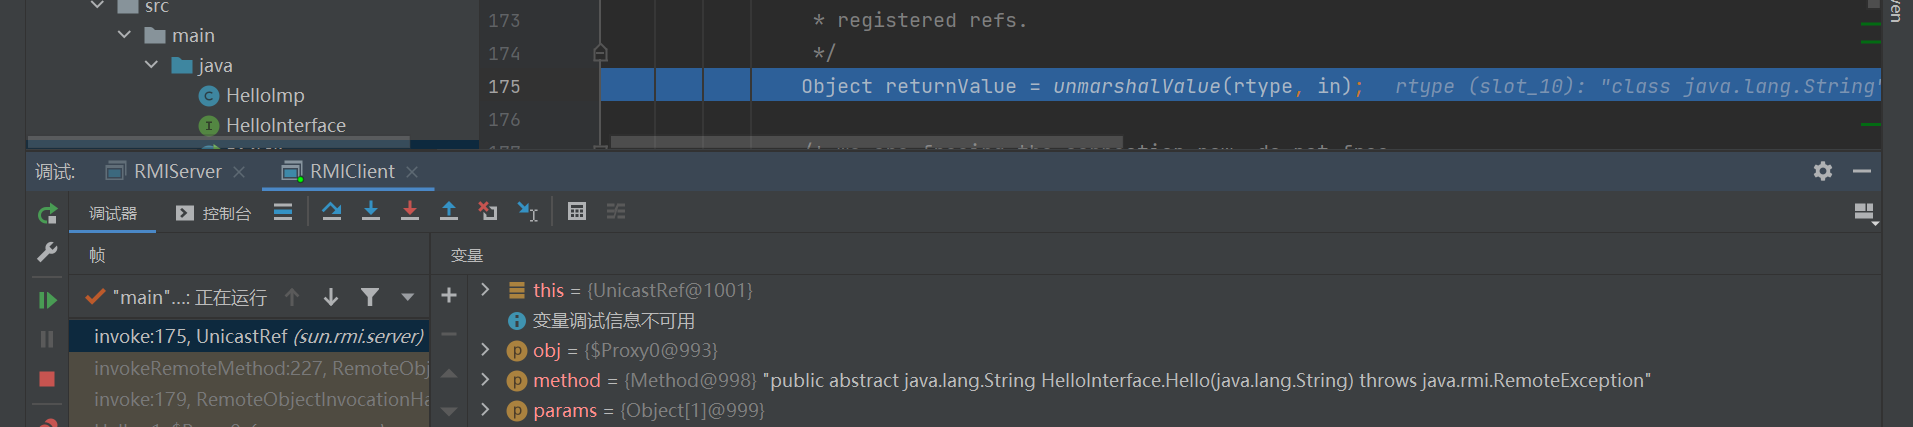 src
main
java
HelloImp
HelloInterface
173
* registered refs.
174
*/
175
Object returnValue = unmarshalValue(rtype, in); rtype (slot_10): "class java.lang.String"
176
调试:
RMIServer
RMIClient
调试器
控制台
帧
变量
"main"...: 正在运行
invoke:175, UnicastRef (sun.rmi.server)
invokeRemoteMethod:227, RemoteObj
invoke:179, RemoteObjectInvocationHa
this = {UnicastRef@1001}
变量调试信息不可用
obj = {$Proxy0@993}
method = {Method@998} "public abstract java.lang.String HelloInterface.Hello(java.lang.String) throws java.rmi.RemoteException"
params = {Object[1]@999}
ven